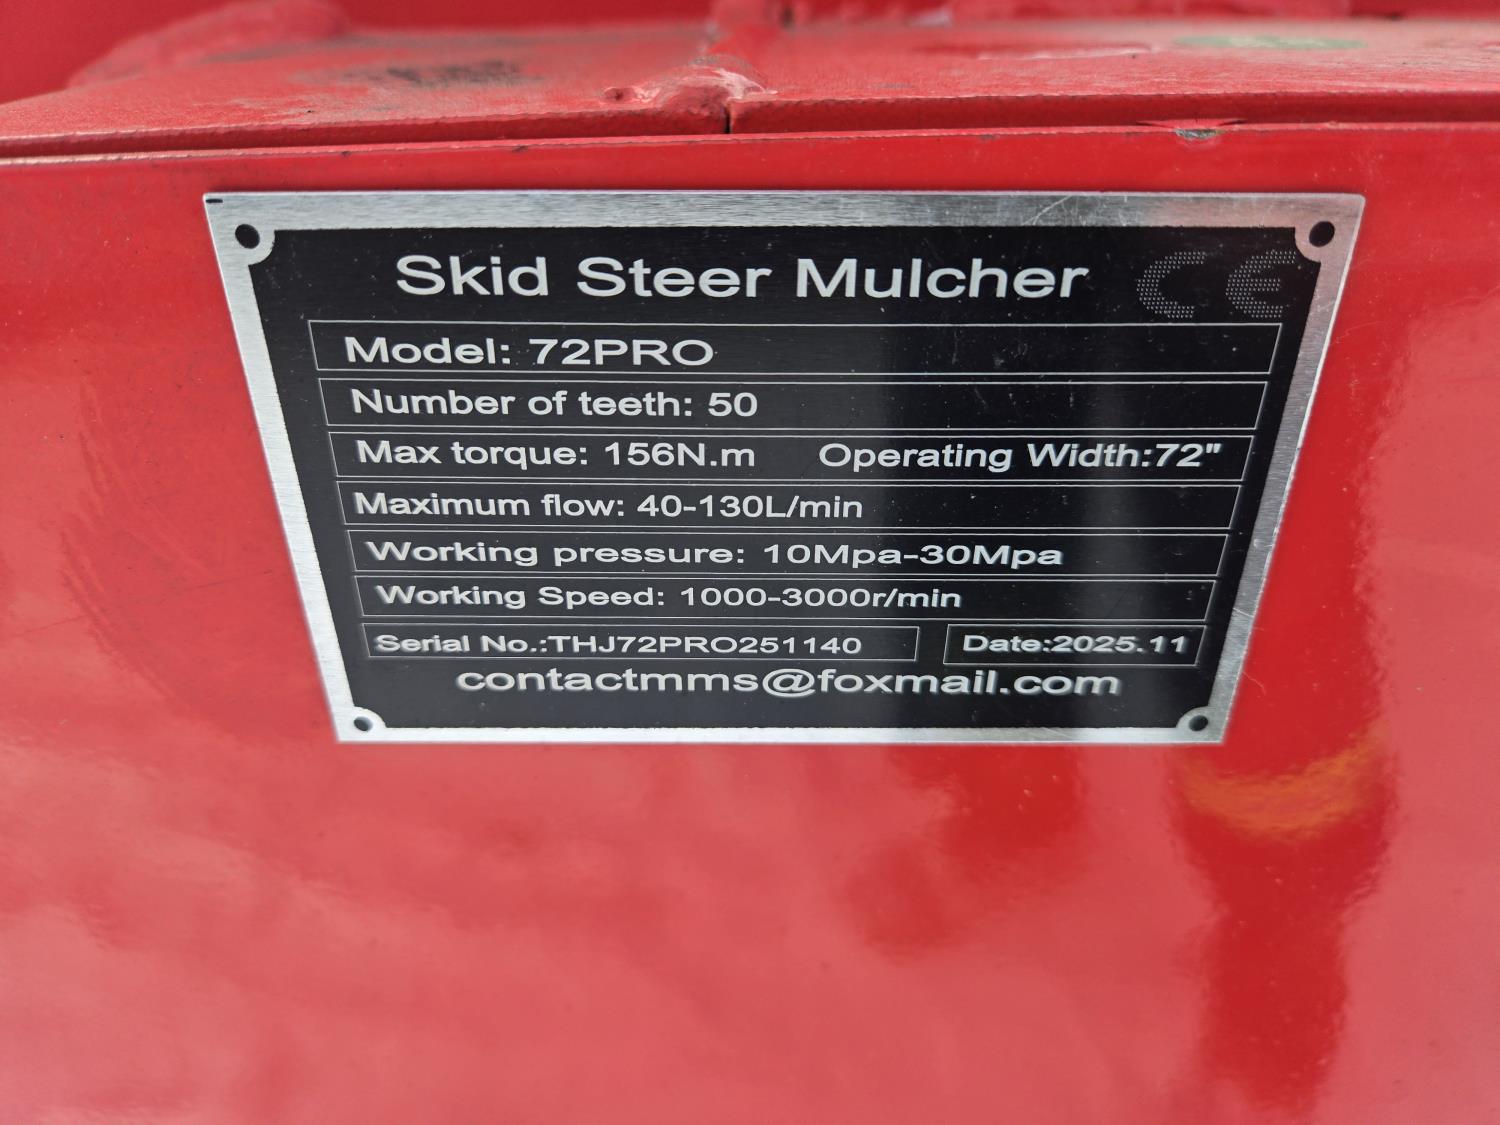 Skid Steer Mulcher CE
Model: 72PRO
Number of teeth: 50
Max torque: 156N.m Operating Width:72"
Maximum flow: 40-130L/min
Working pressure: 10Mpa-30Mpa
Working Speed: 1000-3000r/min
Serial No.:THJ72PRO251140 Date:2025.11
contactmms@foxmail.com